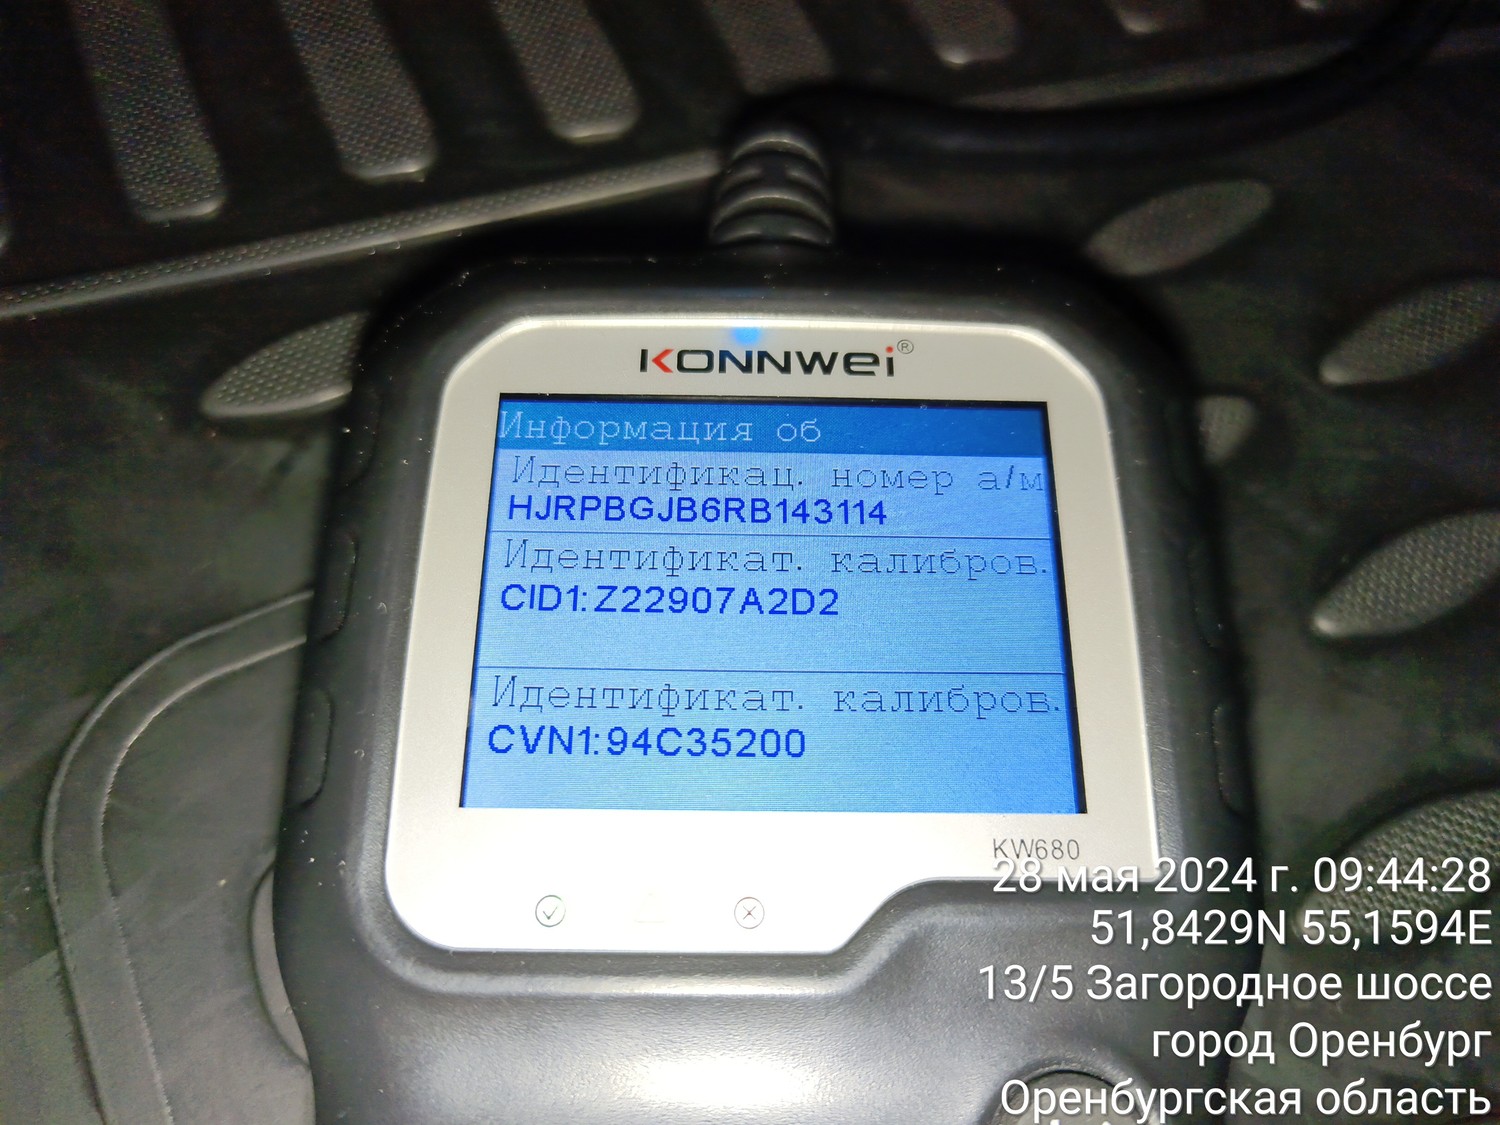 KONNWEI®
Информация об
Идентификац. номер а/м
HJRPBGJB6RB143114
Идентификат. калибров.
CID1:Z22907A2D2
Идентификат. калибров.
CVN1:94C35200
KW680
28 мая 2024 г. 09:44:28
51,8429N 55,1594E
13/5 Загородное шоссе
город Оренбург
Оренбургская область